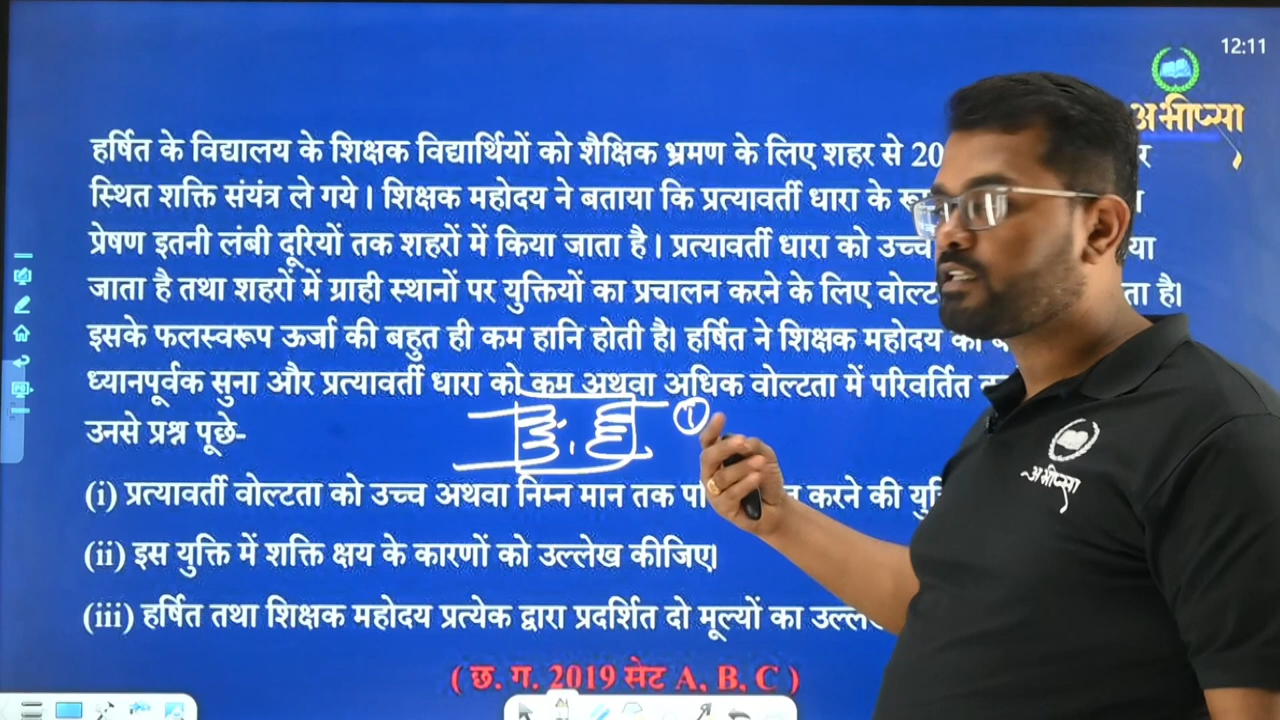 12:11
अभीप्सा
हर्षित के विद्यालय के शिक्षक विद्यार्थियों को शैक्षिक भ्रमण के लिए शहर से 20
स्थित शक्ति संयंत्र ले गये। शिक्षक महोदय ने बताया कि प्रत्यावर्ती धारा के
प्रेषण इतनी लंबी दूरियों तक शहरों में किया जाता है। प्रत्यावर्ती धारा को उच्च
जाता है तथा शहरों में ग्राही स्थानों पर युक्तियों का प्रचालन करने के लिए है।
इसके फलस्वरूप ऊर्जा की बहुत ही कम हानि होती है। हर्षित ने शिक्षक महोदय
ध्यानपूर्वक सुना और प्रत्यावर्ती धारा को कम अथवा अधिक वोल्टता में परिवर्तित
उनसे प्रश्न पूछे-
(i) प्रत्यावर्ती वोल्टता को उच्च अथवा निम्न मान तक करने की
(ii) इस युक्ति में शक्ति क्षय के कारणों को उल्लेख कीजिए।
(iii) हर्षित तथा शिक्षक महोदय प्रत्येक द्वारा प्रदर्शित दो मूल्यों का
( छ. ग. 2019 सेट A, B, C )
अभीप्सा